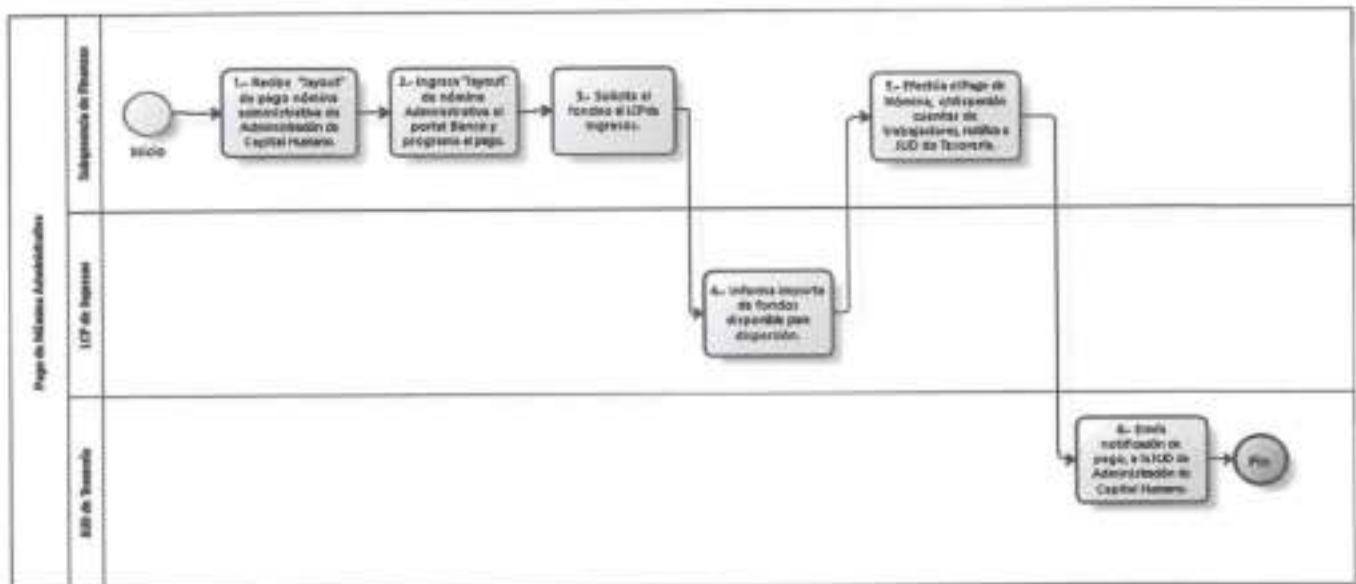 Pago de Nómina Administrativa
Subgerencia de Finanzas
LCP de Ingresos
JUD de Tesorería
Inicio
1.- Recibe "layout"
de pago nómina
administrativa de
Administración de
Capital Humano.
2.- Ingresa "layout"
de nómina
Administrativa al
portal Banco y
programa el pago.
3.- Solicita el
fondeo al LCP de
Ingresos.
4.- Informa importe
de fondos
disponible para
dispersión.
5.- Efectúa el Pago de
Nómina,
dispersión
cuentas de
trabajadores, notifica a
JUD de Tesorería.
6.- Envía
notificación de
pago, a la JUD de
Administración de
Capital Humano.
Fin